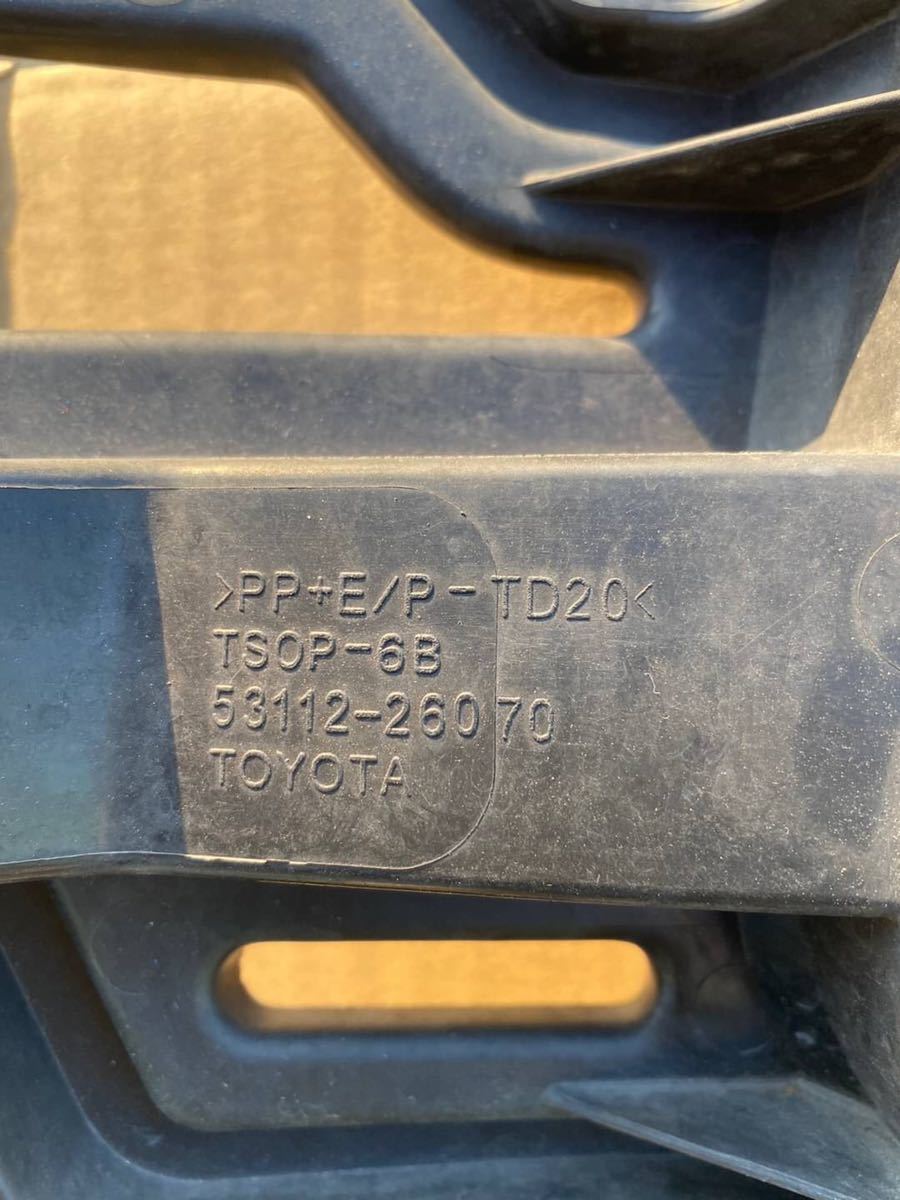 >PP+E/P-TD20<
TSOP-6B
53112-26070
TOYOTA